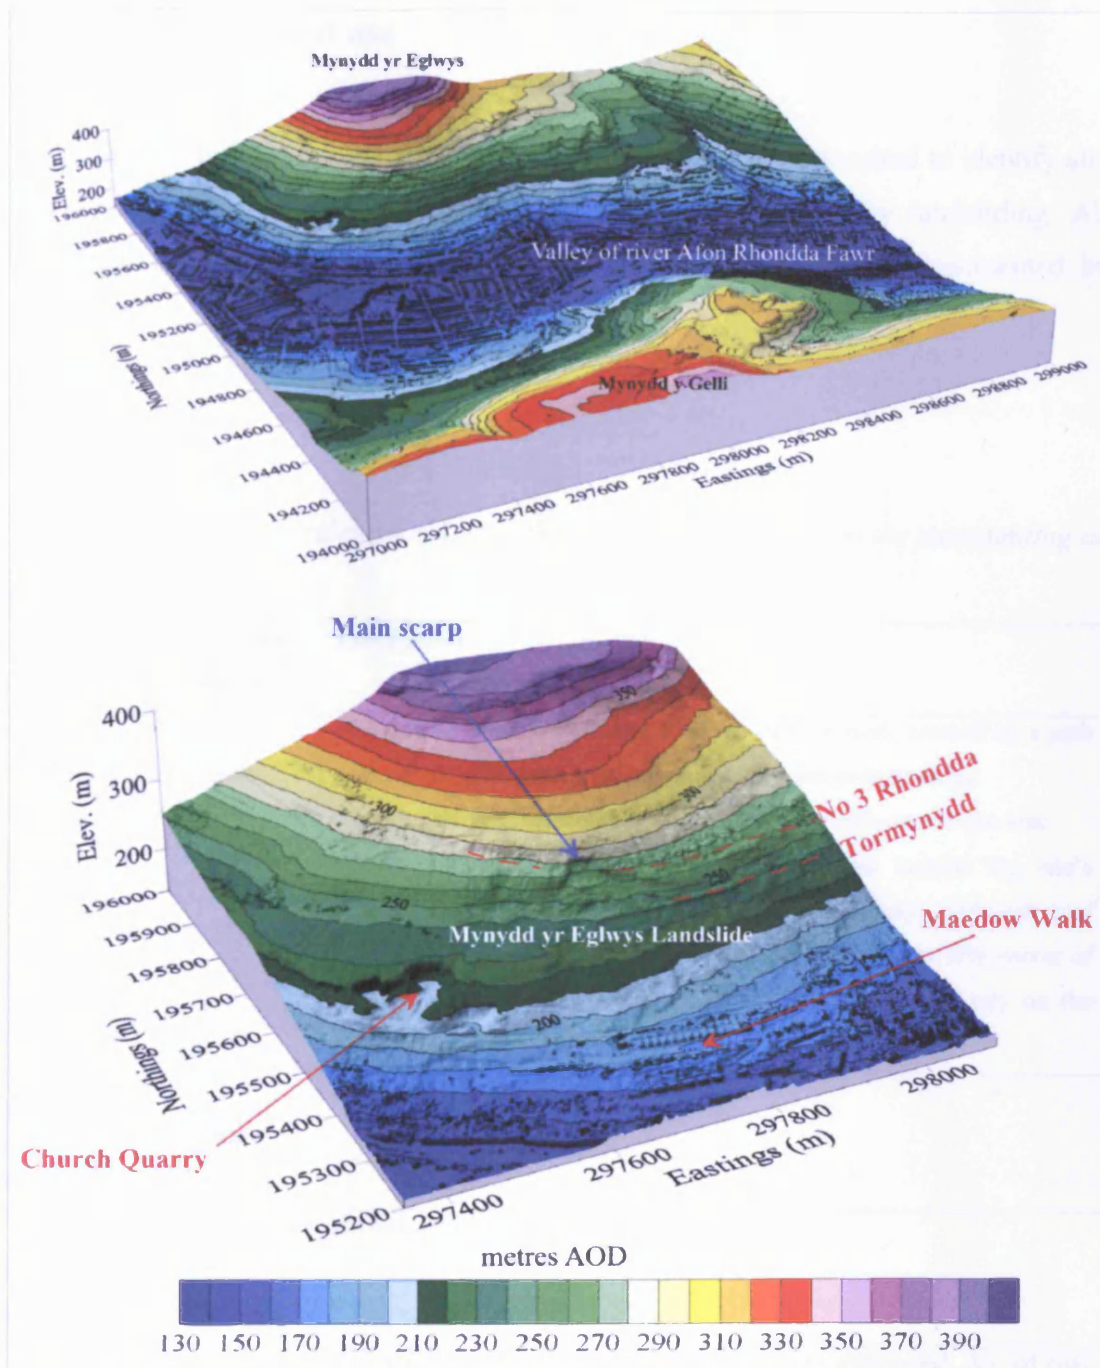 Mynydd yr Eglwys
Elev. (m)
400
300
200
196000
195800
195600
195400
195200
195000
194800
194600
194400
194200
194000
Northings (m)
Valley of river Afon Rhondda Fawr
Mynydd y Gelli
297000
297200
297400
297600
297800
298000
298200
298400
298600
298800
299000
Eastings (m)
Main scarp
Elev. (m)
400
300
200
350
300
300
No 3 Rhondda
Tormynydd
250
250
Mynydd yr Eglwys Landslide
Maedow Walk
200
196000
195900
195800
195700
195600
195500
195400
195300
195200
Northings (m)
Church Quarry
297400
297600
297800
298000
Eastings (m)
metres AOD
130 150 170 190 210 230 250 270 290 310 330 350 370 390